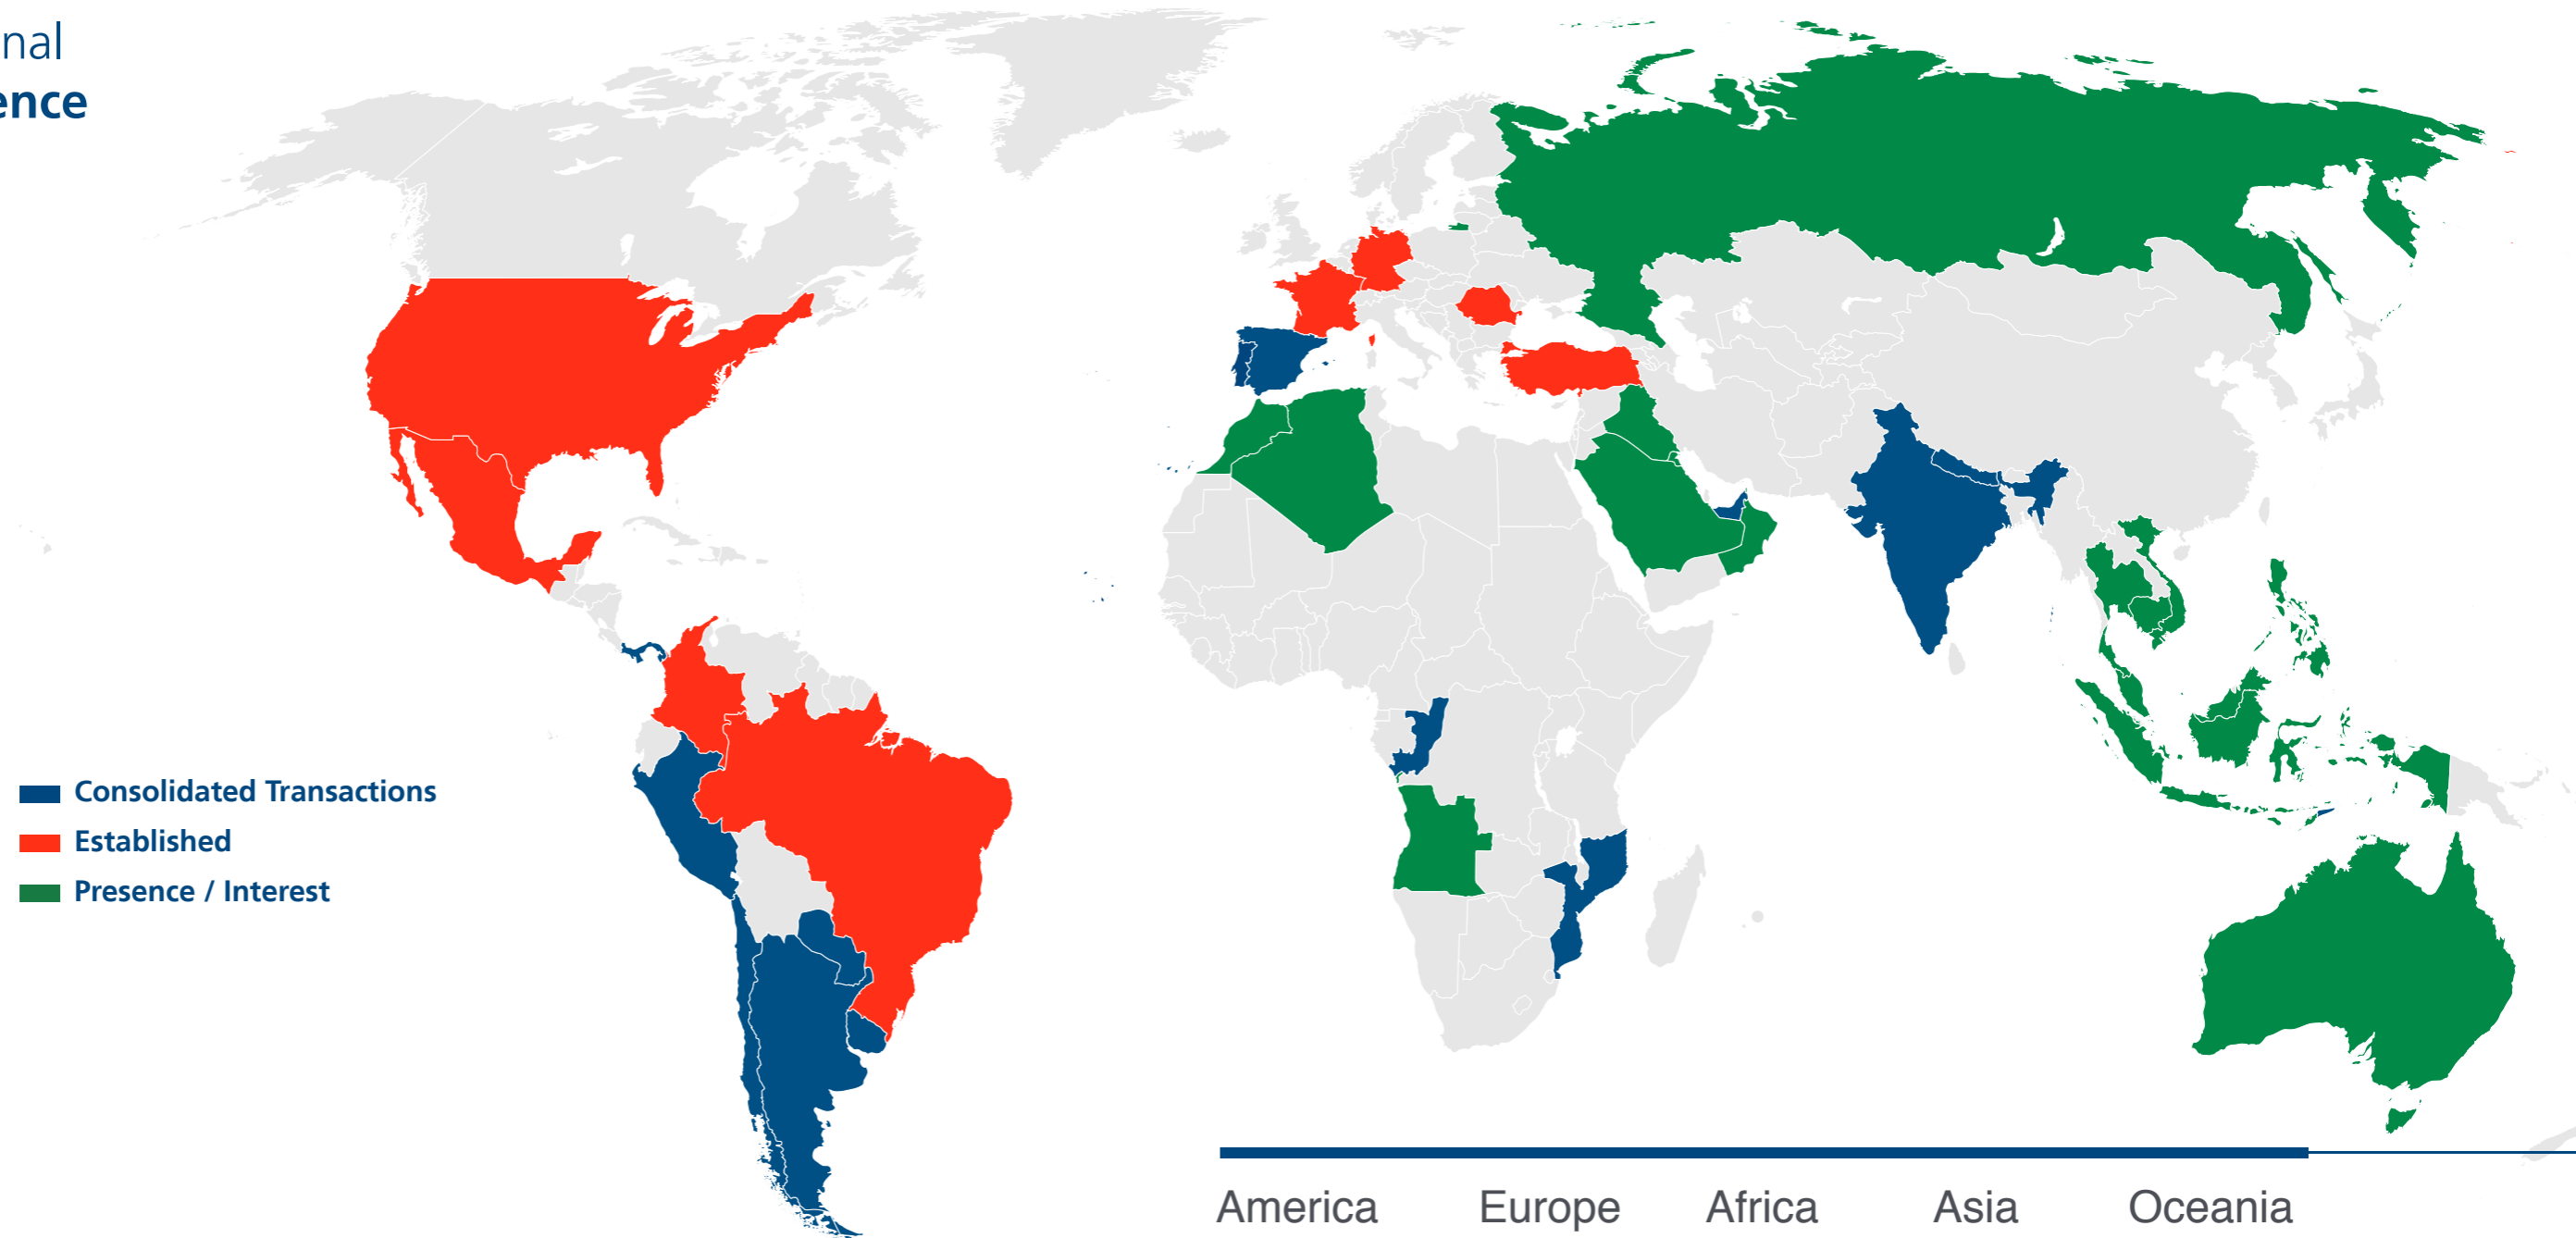 nal
ence
Consolidated Transactions
Established
Presence / Interest
America Europe Africa Asia Oceania